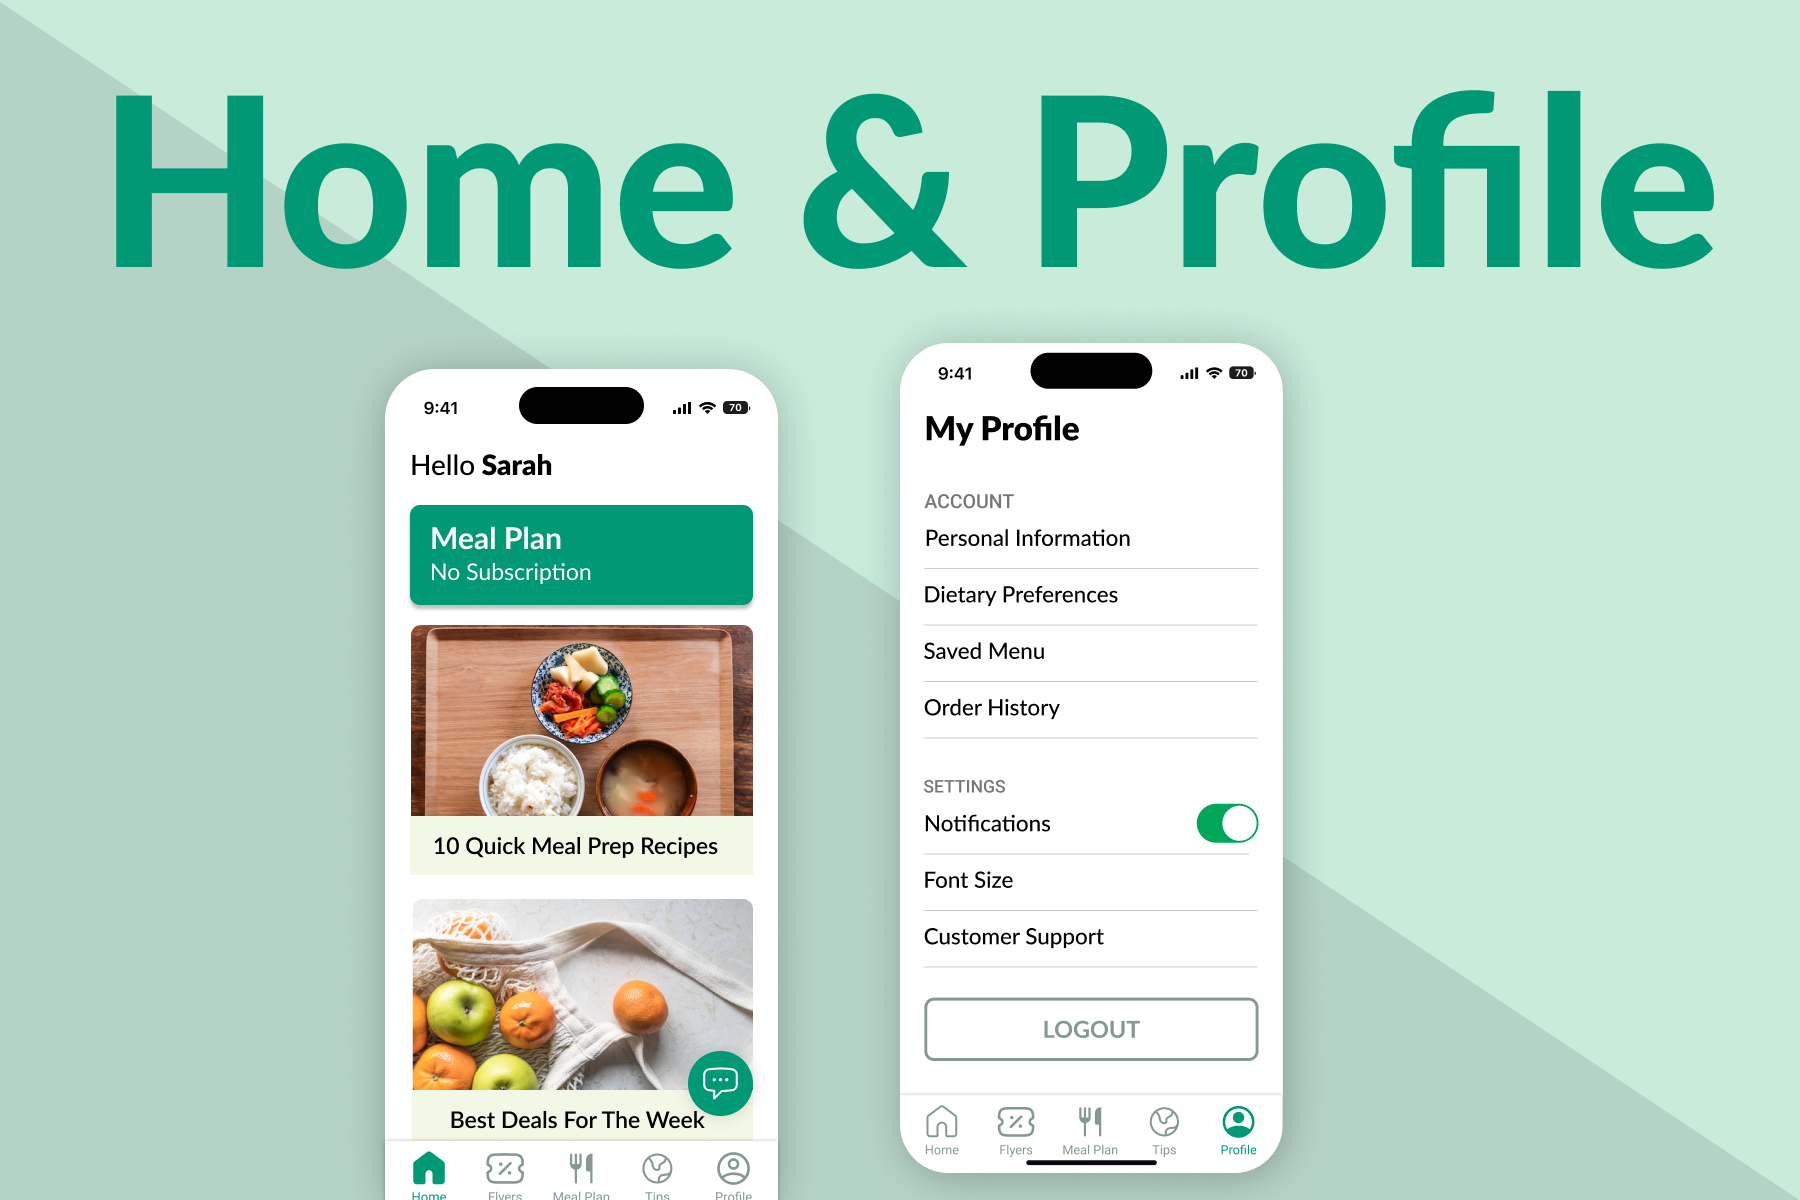 Home & Profile
9:41
70
Hello Sarah
Meal Plan
No Subscription
10 Quick Meal Prep Recipes
Best Deals For The Week
Home Flyers Meal Plan Tips Profile
9:41
70
My Profile
ACCOUNT
Personal Information
Dietary Preferences
Saved Menu
Order History
SETTINGS
Notifications
Font Size
Customer Support
LOGOUT
Home Flyers Meal Plan Tips Profile